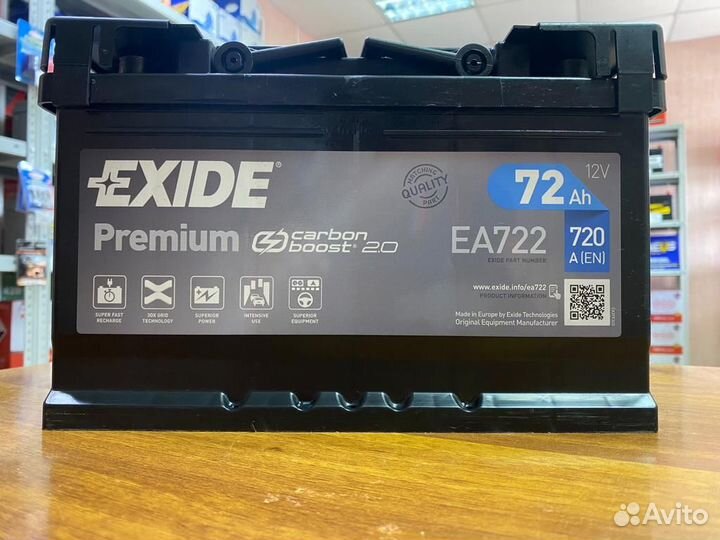 EXIDE®
MATCHING QUALITY PART
72 Ah
12V
Premium
carbon boost® 2.0
EA722
EXIDE PART NUMBER
720 A (EN)
www.exide.info/ea722
PRODUCT INFORMATION
SUPER FAST RECHARGE
30X GRID TECHNOLOGY
SUPERIOR POWER
INTENSIVE USE
SUPERIOR EQUIPMENT
Made in Europe by Exide Technologies
Original Equipment Manufacturer
Avito